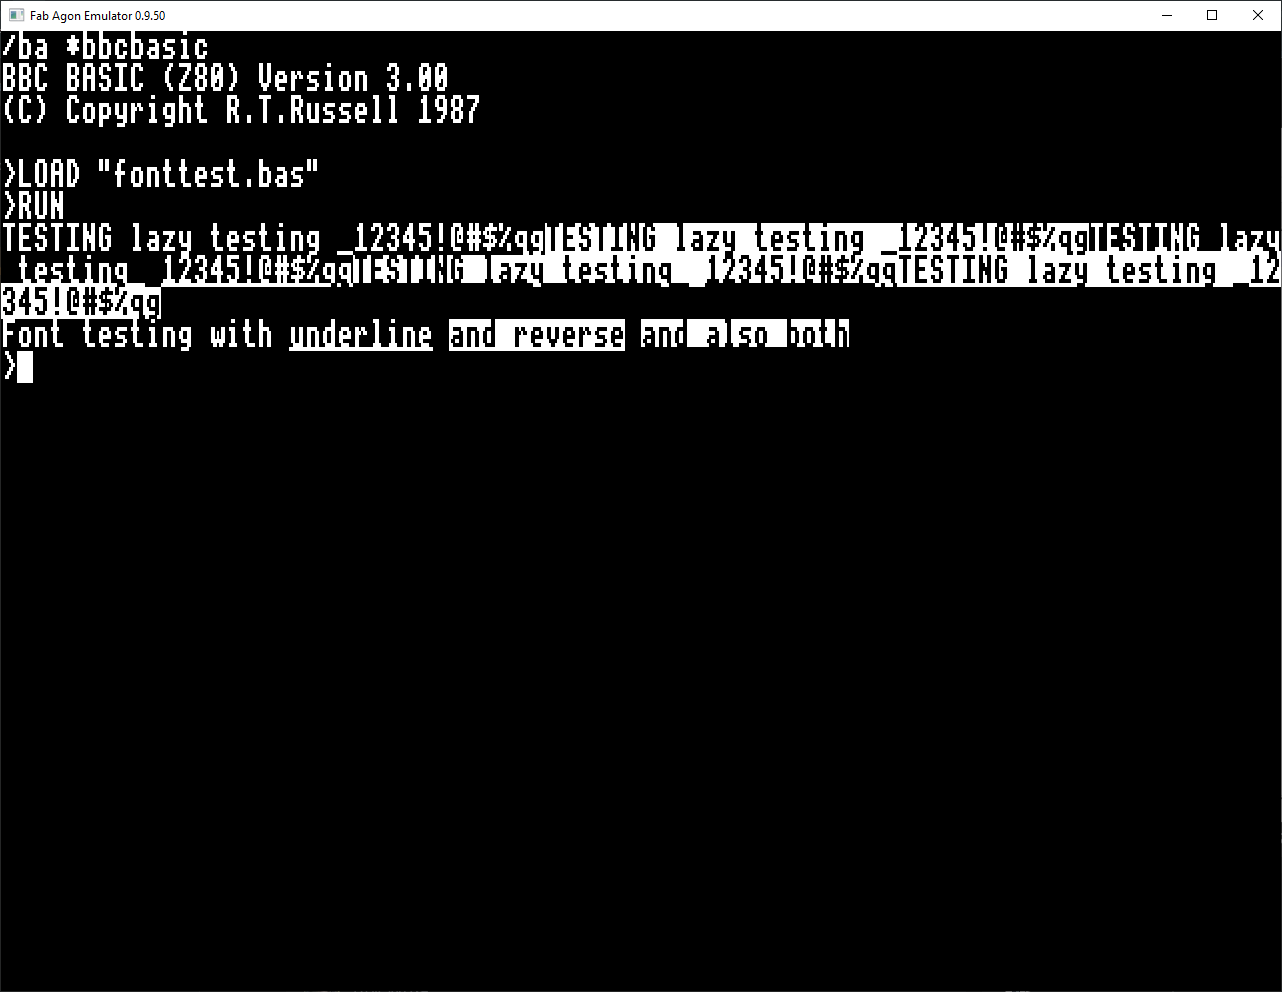 Fab Agon Emulator 0.9.50
/ba *bbcbasic
BBC BASIC (Z80) Version 3.00
(C) Copyright R.T.Russell 1987
>LOAD "fonttest.bas"
>RUN
TESTING lazy testing _12345!@#$%qgTESTING lazy testing _12345!@#$%qgTESTING lazy
 testing _12345!@#$%qgTESTING lazy testing _12345!@#$%qgTESTING lazy testing _12
345!@#$%qg
Font testing with underline and reverse and also both
>